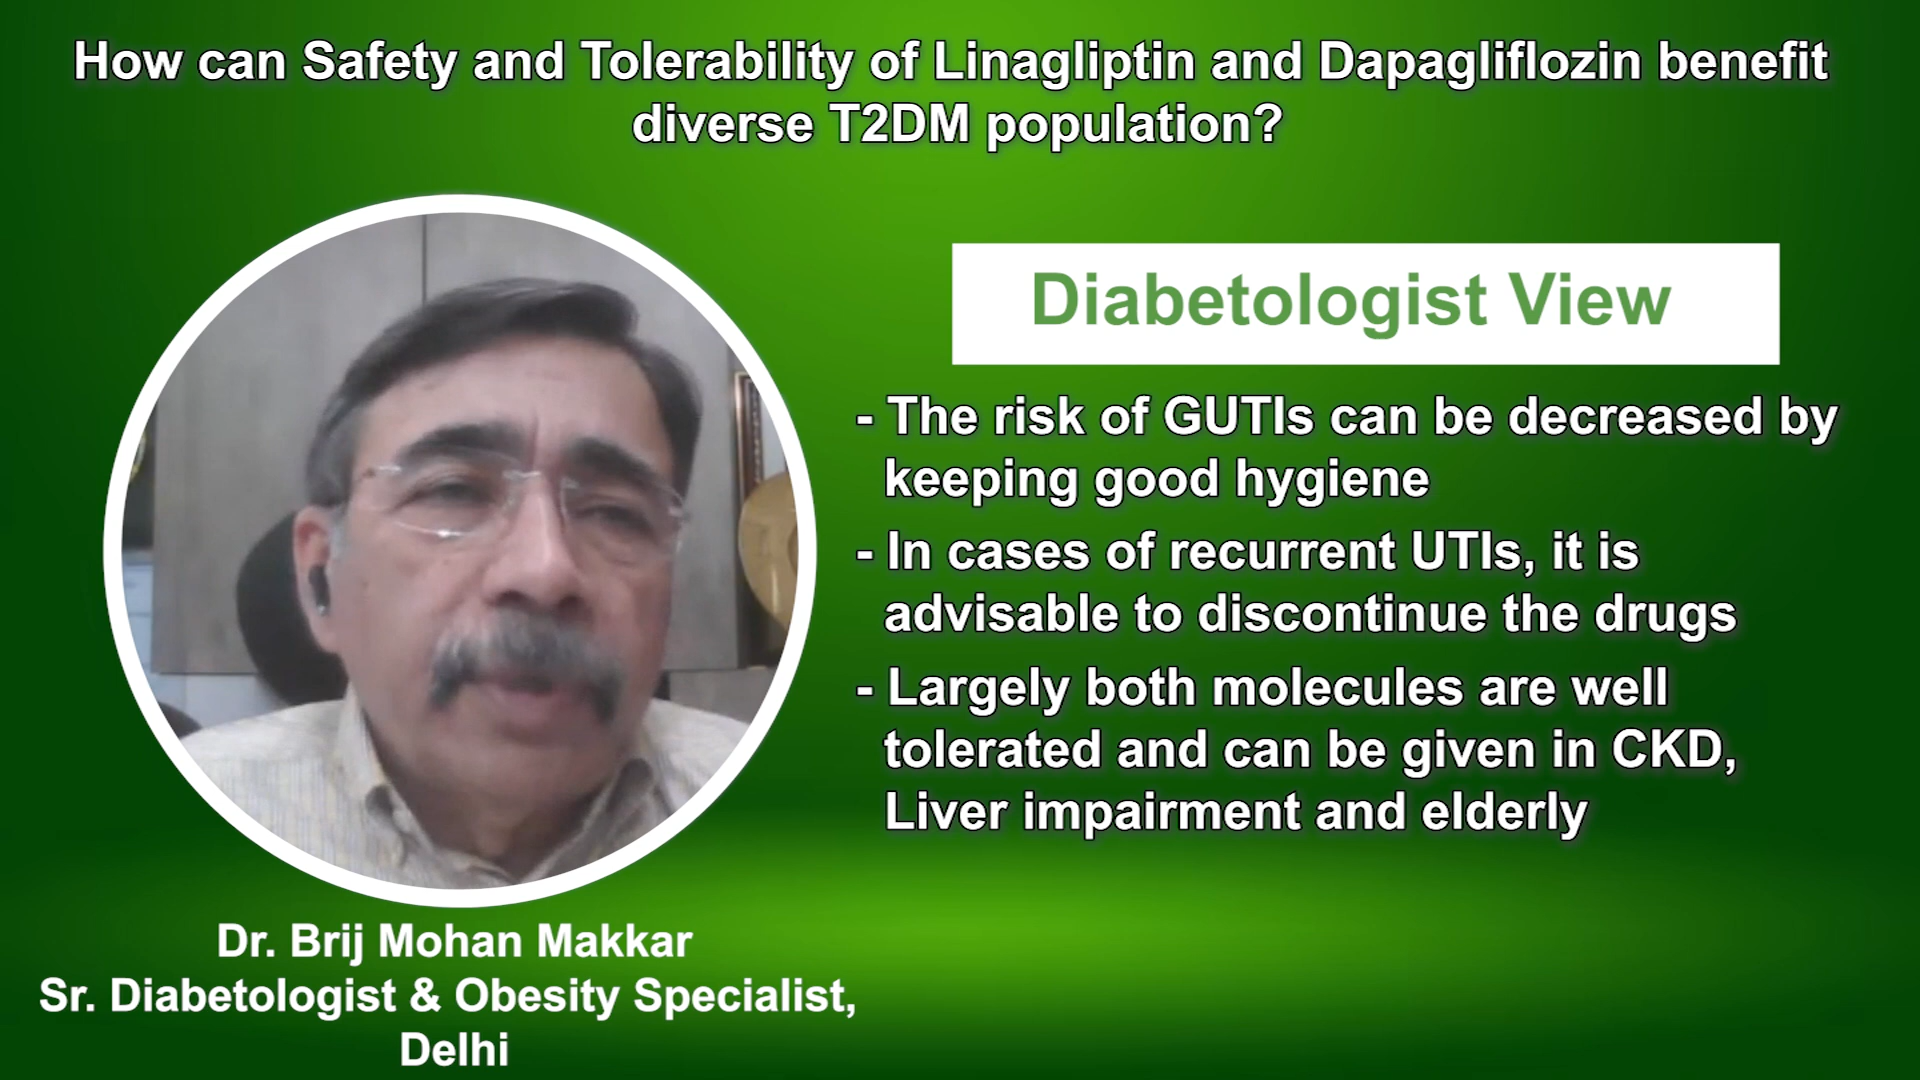 How can Safety and Tolerability of Linagliptin and Dapagliflozin benefit
diverse T2DM population?
Diabetologist View
- The risk of GUTIs can be decreased by
keeping good hygiene
- In cases of recurrent UTIs, it is
advisable to discontinue the drugs
- Largely both molecules are well
tolerated and can be given in CKD,
Liver impairment and elderly
Dr. Brij Mohan Makkar
Sr. Diabetologist & Obesity Specialist,
Delhi